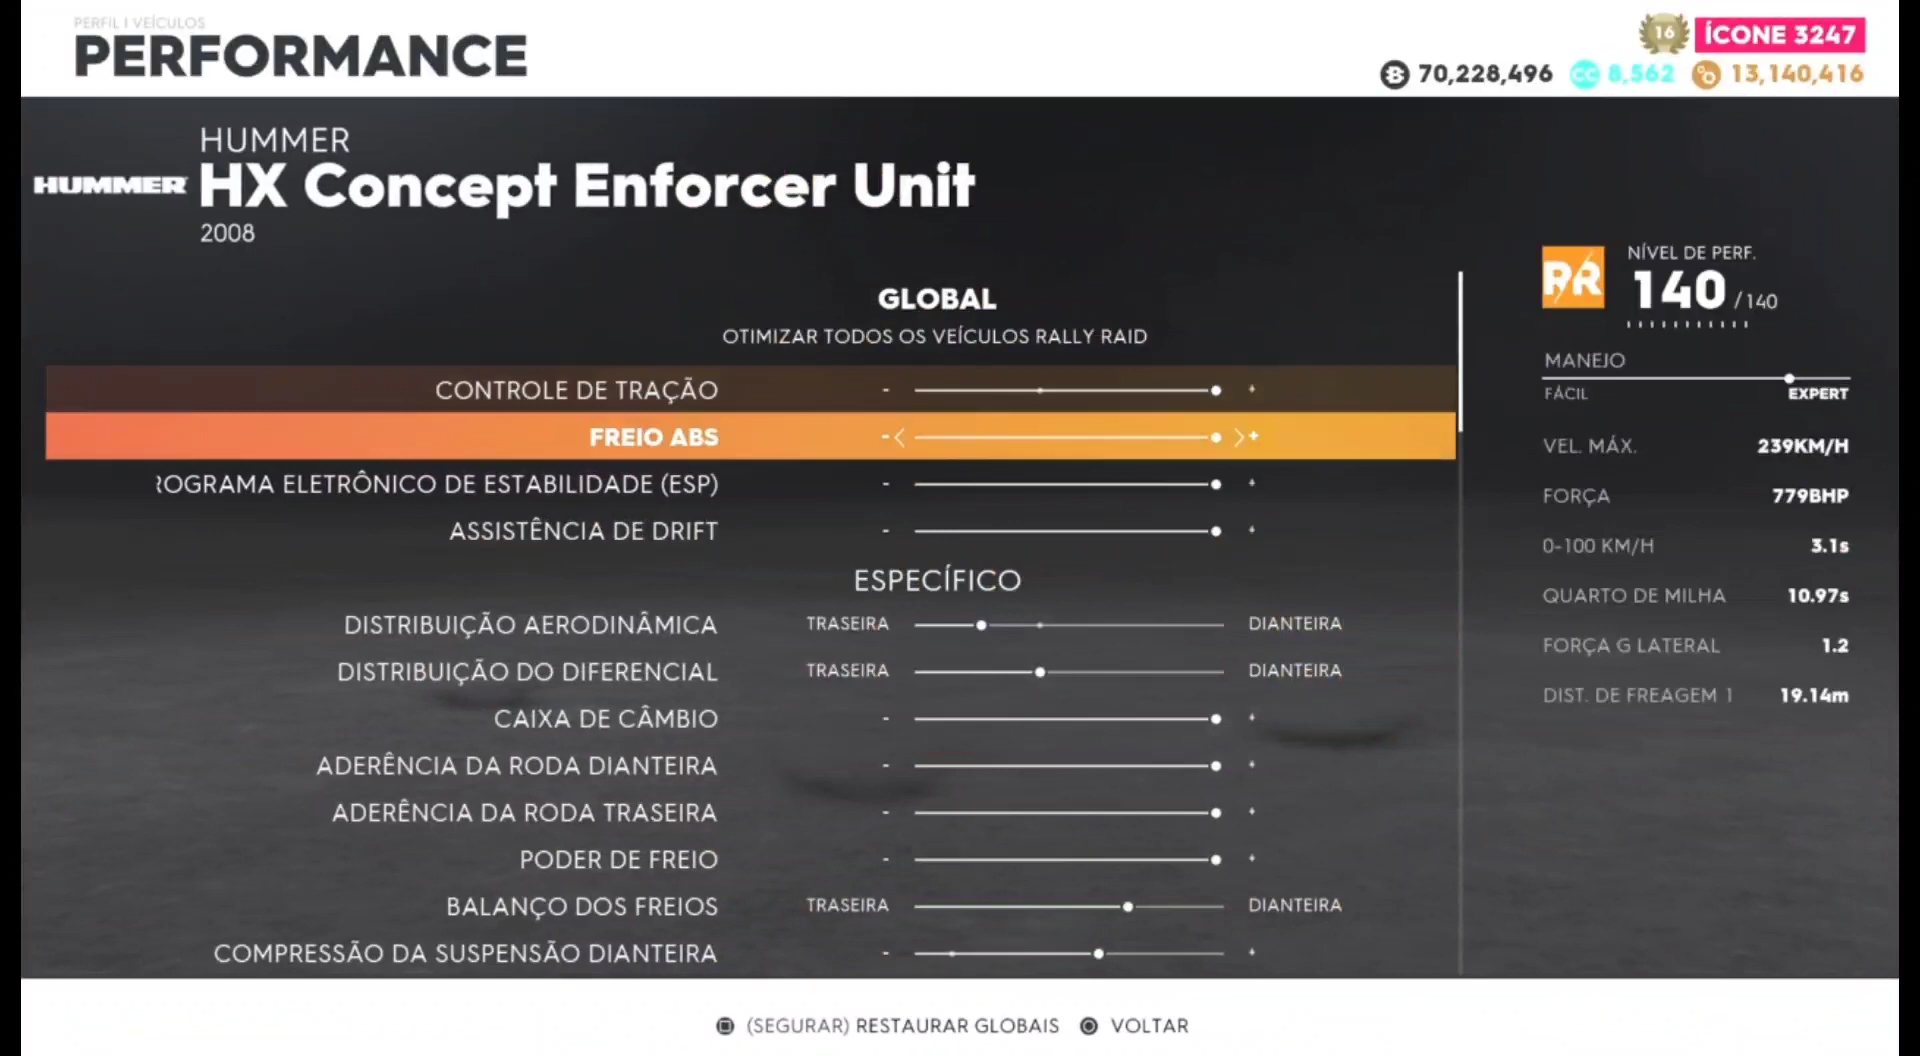 PERFIL I VEÍCULOS
PERFORMANCE
16 ÍCONE 3247
70,228,496 CC 8,562 13,140,416
HUMMER
HUMMER HX Concept Enforcer Unit
2008
RR NÍVEL DE PERF.
140 /140
MANEJO
FÁCIL EXPERT
VEL. MÁX. 239KM/H
FORÇA 779BHP
0-100 KM/H 3.1s
QUARTO DE MILHA 10.97s
FORÇA G LATERAL 1.2
DIST. DE FREAGEM 1 19.14m
GLOBAL
OTIMIZAR TODOS OS VEÍCULOS RALLY RAID
CONTROLE DE TRAÇÃO - +
FREIO ABS -< >+
ROGRAMA ELETRÔNICO DE ESTABILIDADE (ESP) - +
ASSISTÊNCIA DE DRIFT - +
ESPECÍFICO
DISTRIBUIÇÃO AERODINÂMICA TRASEIRA DIANTEIRA
DISTRIBUIÇÃO DO DIFERENCIAL TRASEIRA DIANTEIRA
CAIXA DE CÂMBIO - +
ADERÊNCIA DA RODA DIANTEIRA - +
ADERÊNCIA DA RODA TRASEIRA - +
PODER DE FREIO - +
BALANÇO DOS FREIOS TRASEIRA DIANTEIRA
COMPRESSÃO DA SUSPENSÃO DIANTEIRA - +
(SEGURAR) RESTAURAR GLOBAIS VOLTAR